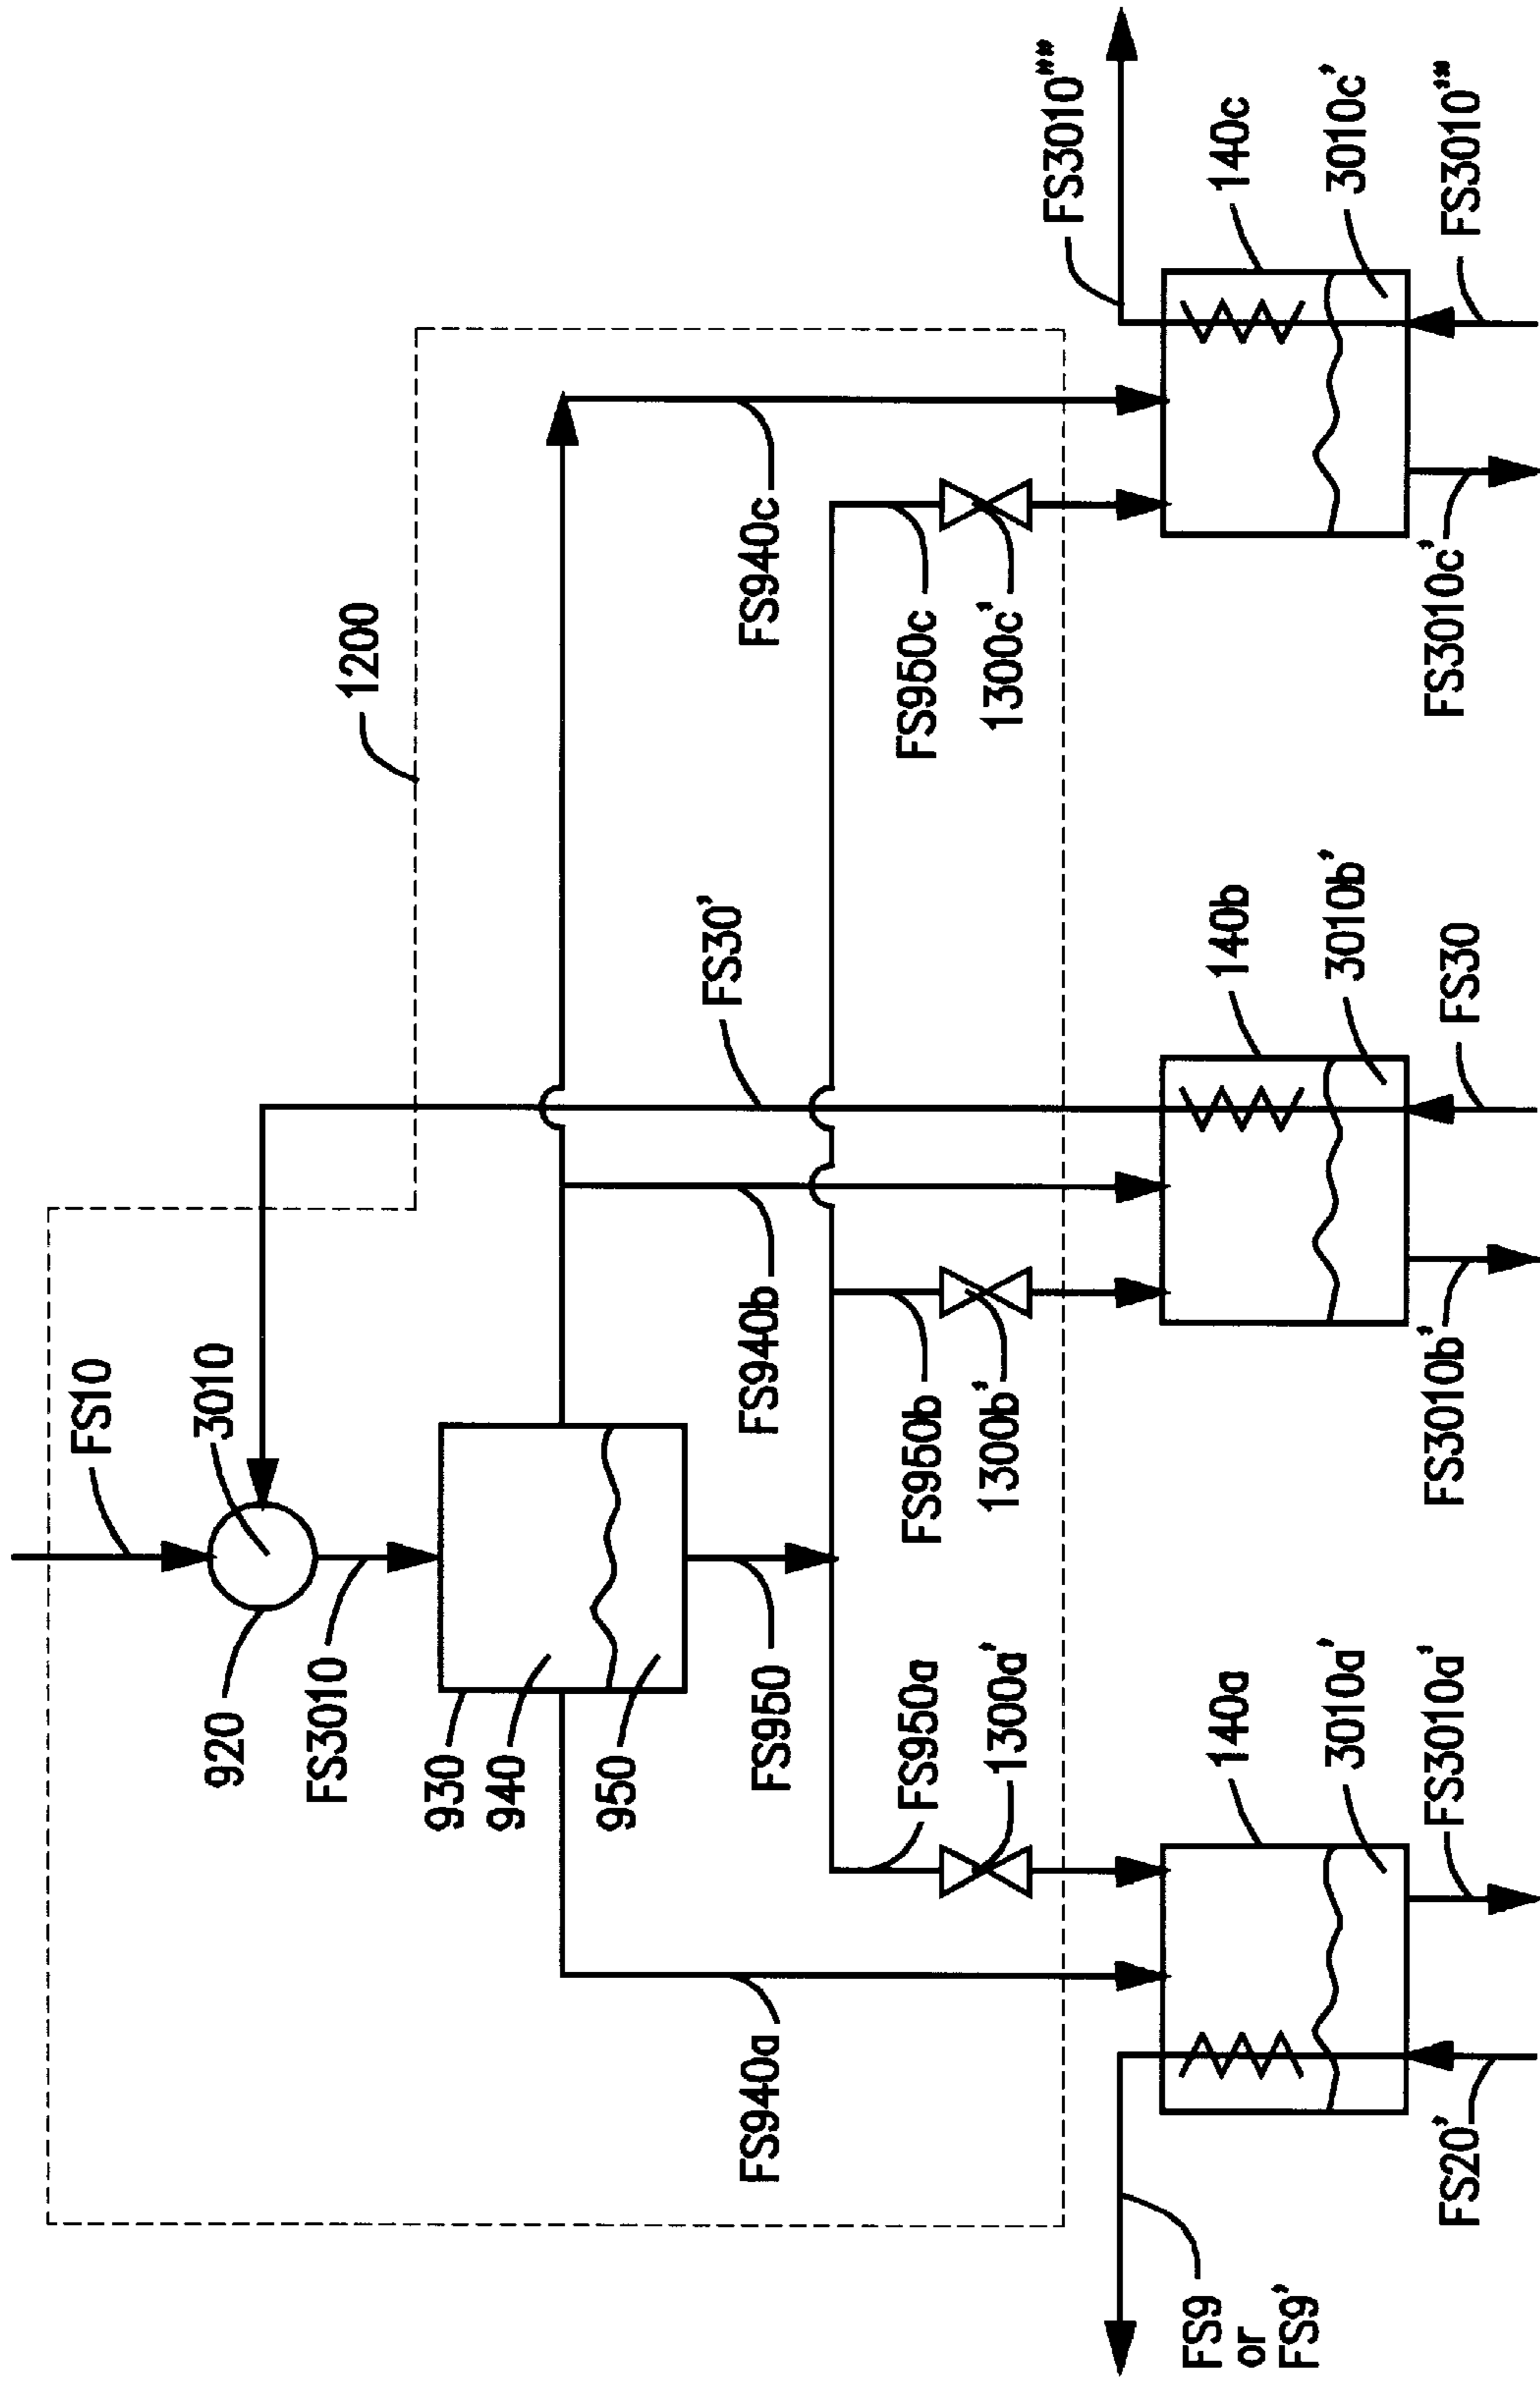 1200
FS10
3010
920
FS3010
930
940
950
FS950
FS30'
FS3010""
FS940a
FS940b
FS940c
FS950a
FS950b
FS950c
1300a'
1300b'
1300c'
140a
140b
140c
3010a'
3010b'
3010c'
FS9
or
FS9'
FS20'
FS3010a'
FS3010b'
FS30
FS3010c'
FS3010'"